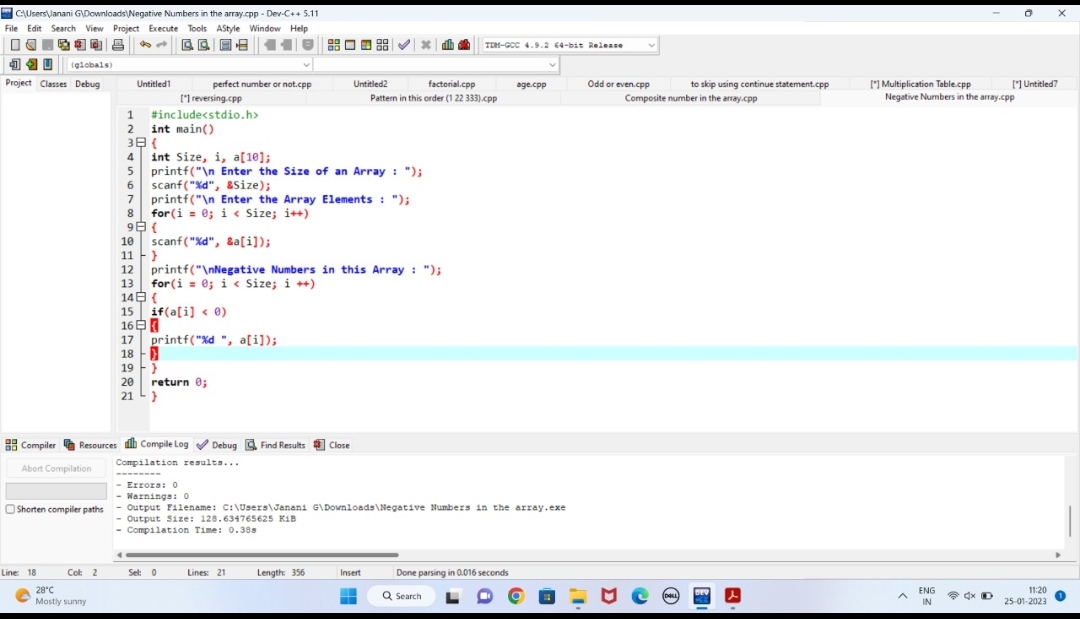 C:\Users\Janani G\Downloads\Negative Numbers in the array.cpp - Dev-C++ 5.11
File Edit Search View Project Execute Tools AStyle Window Help
TDM-GCC 4.9.2 64-bit Release
(globals)
Project Classes Debug
Untitled1 perfect number or not.cpp Untitled2 factorial.cpp age.cpp Odd or even.cpp to skip using continue statement.cpp [*] Multiplication Table.cpp [*] Untitled7
[*] reversing.cpp Pattern in this order (1 22 333).cpp Composite number in the array.cpp Negative Numbers in the array.cpp
1 #include<stdio.h>
2 int main()
3 {
4 int Size, i, a[10];
5 printf("\n Enter the Size of an Array : ");
6 scanf("%d", &Size);
7 printf("\n Enter the Array Elements : ");
8 for(i = 0; i < Size; i++)
9 {
10 scanf("%d", &a[i]);
11 }
12 printf("\nNegative Numbers in this Array : ");
13 for(i = 0; i < Size; i ++)
14 {
15 if(a[i] < 0)
16 {
17 printf("%d ", a[i]);
18 }
19 }
20 return 0;
21 }
Compiler Resources Compile Log Debug Find Results Close
Abort Compilation
Shorten compiler paths
Compilation results...
--------
- Errors: 0
- Warnings: 0
- Output Filename: C:\Users\Janani G\Downloads\Negative Numbers in the array.exe
- Output Size: 128.634765625 KiB
- Compilation Time: 0.38s
Line: 18 Col: 2 Sel: 0 Lines: 21 Length: 356 Insert Done parsing in 0.016 seconds
28°C
Mostly sunny
Search
DELL
DEV
ENG
IN
11:20
25-01-2023
1